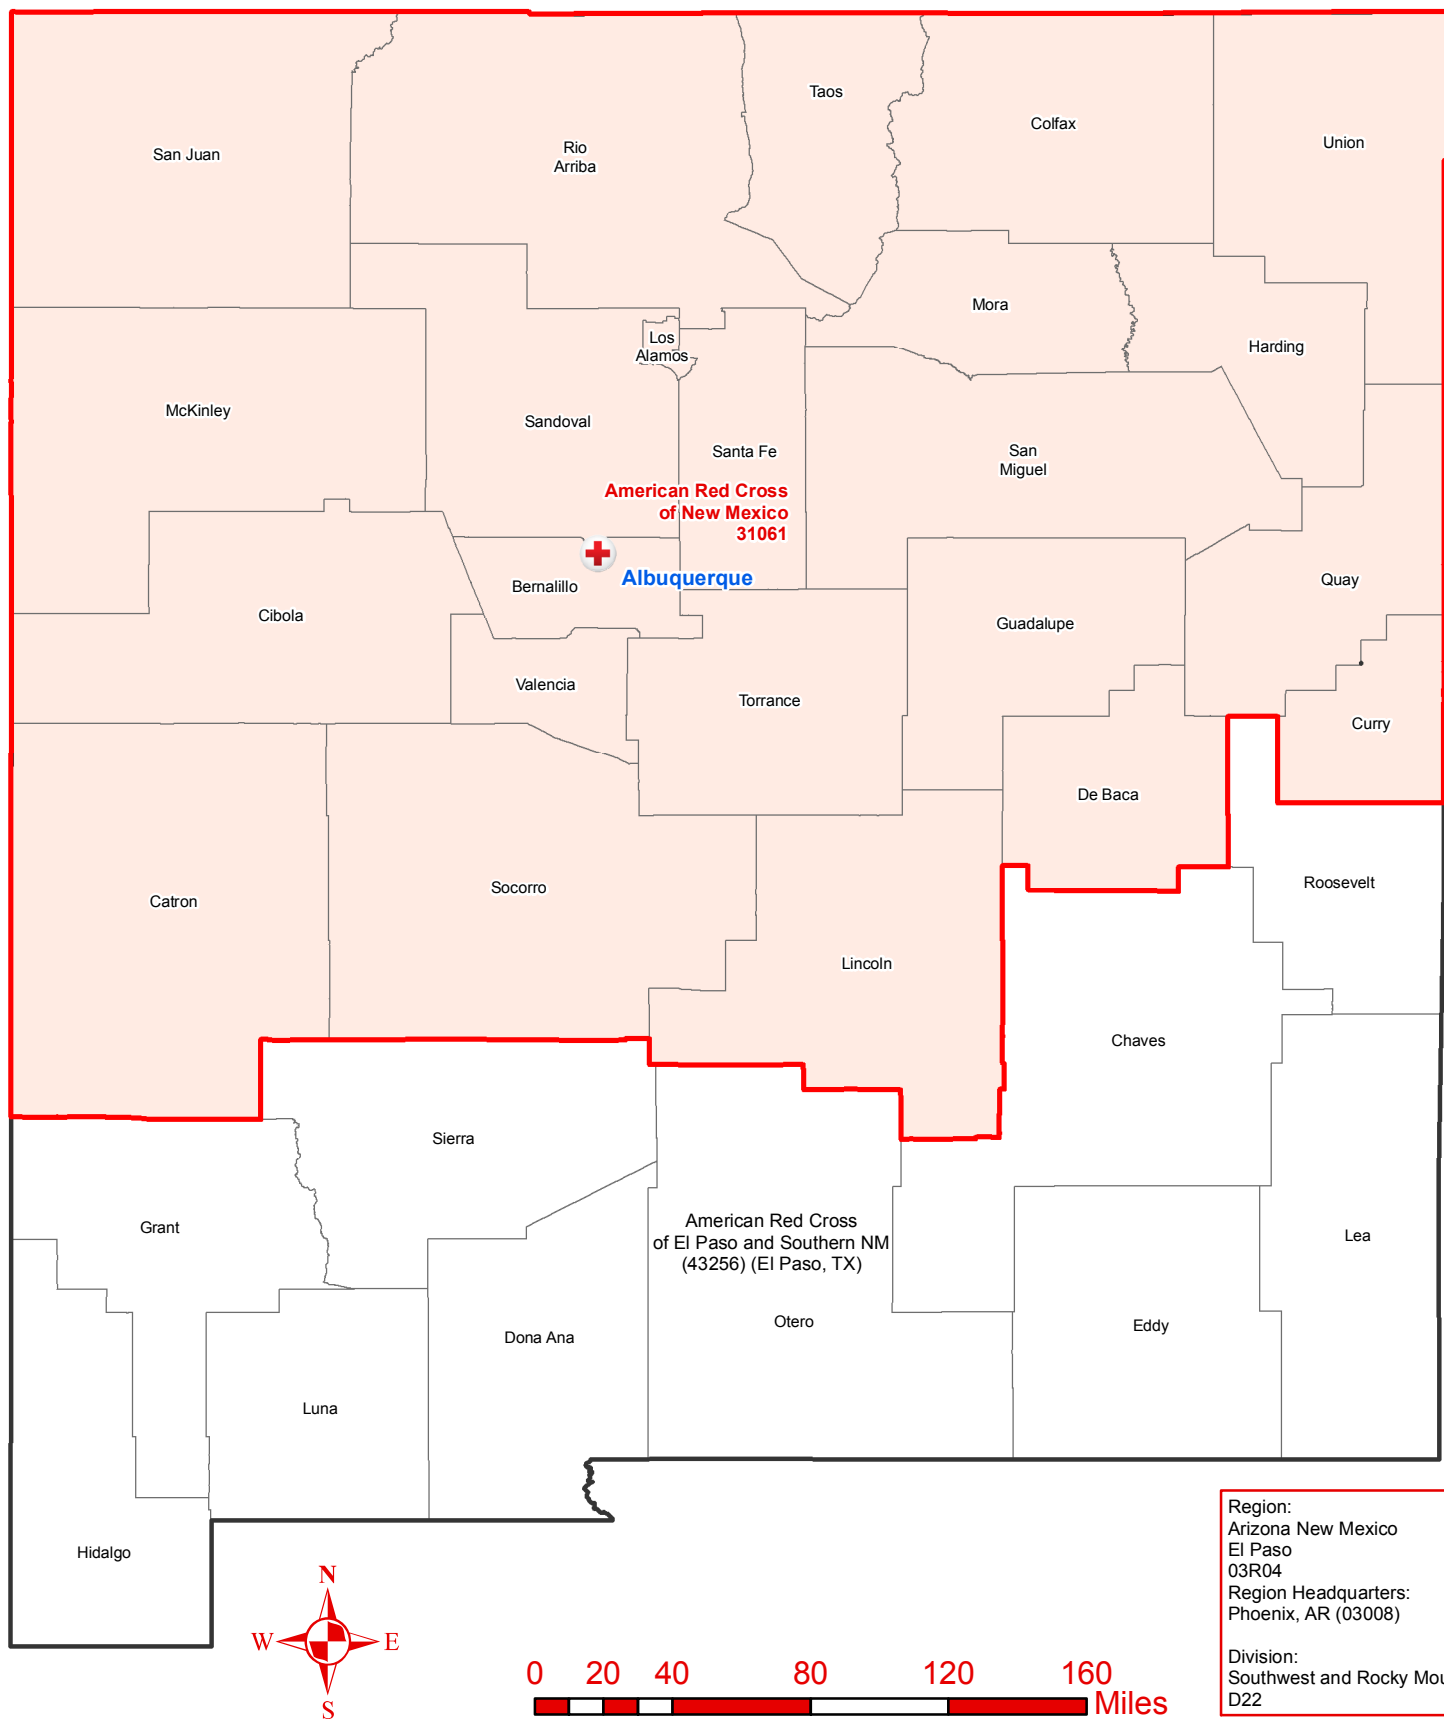 Taos
Colfax
Union
San Juan
Rio
Arriba
Mora
Los
Alamos
Harding
McKinley
Sandoval
Santa Fe
San
Miguel
American Red Cross
of New Mexico
31061
Albuquerque
Bernalillo
Quay
Cibola
Guadalupe
Valencia
Torrance
Curry
De Baca
Catron
Socorro
Roosevelt
Lincoln
Chaves
Sierra
Grant
American Red Cross
of El Paso and Southern NM
(43256) (El Paso, TX)
Lea
Otero
Eddy
Dona Ana
Luna
Hidalgo
N
W E
S
0 20 40 80 120 160
Miles
Region:
Arizona New Mexico
El Paso
03R04
Region Headquarters:
Phoenix, AR (03008)
Division:
Southwest and Rocky
D22